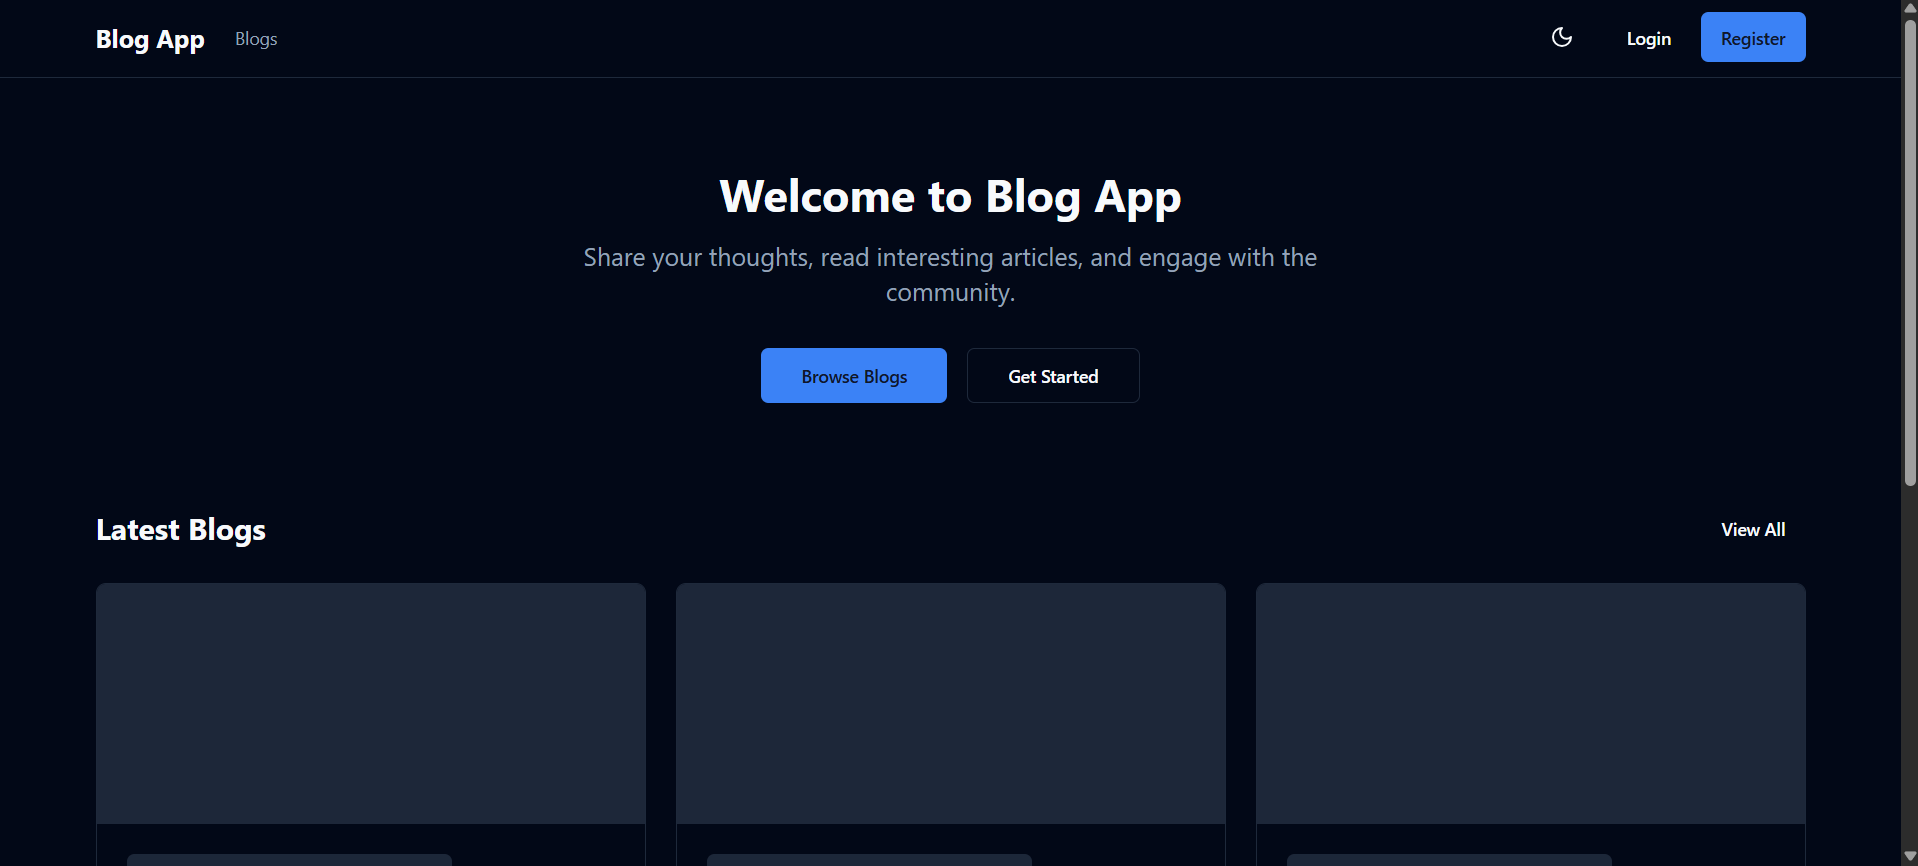 Blog App
Blogs
Login
Register
Welcome to Blog App
Share your thoughts, read interesting articles, and engage with the
community.
Browse Blogs
Get Started
Latest Blogs
View All